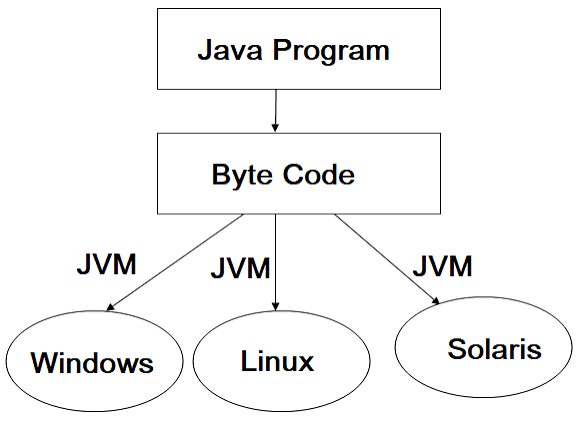 Java Program
Byte Code
JVM
JVM
JVM
Windows
Linux
Solaris